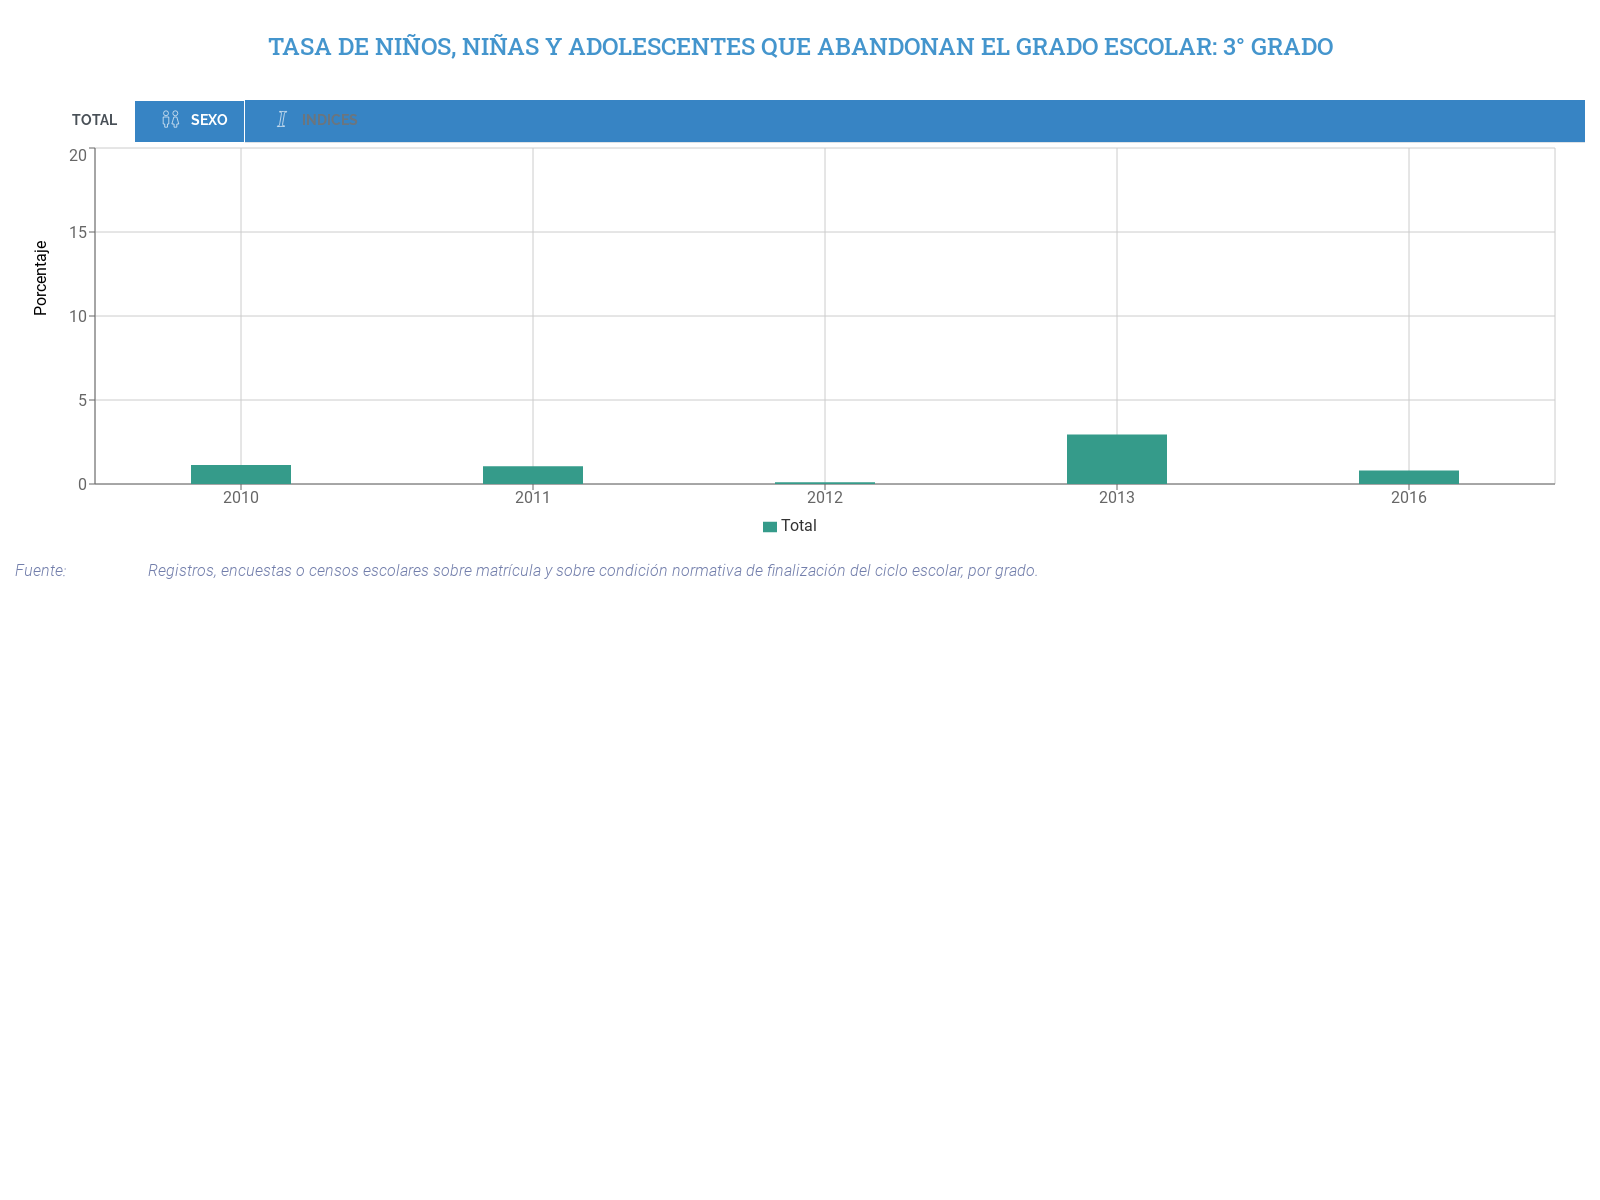 TASA DE NIÑOS, NIÑAS Y ADOLESCENTES QUE ABANDONAN EL GRADO ESCOLAR: 3° GRADO
TOTAL SEXO INDICES
20
15
10
5
0
Porcentaje
2010 2011 2012 2013 2016
Total
Fuente: Registros, encuestas o censos escolares sobre matrícula y sobre condición normativa de finalización del ciclo escolar, por grado.